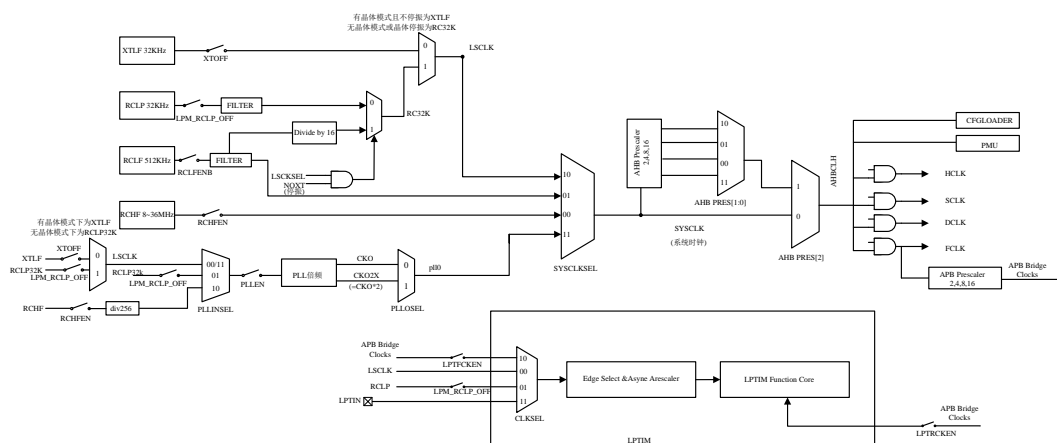 有晶体模式且不停振为XTLF
无晶体模式或晶体停振为RC32K
XTLF 32KHz
XTOFF
0
1
LSCLK
RCLP 32KHz
LPM_RCLP_OFF
FILTER
0
1
RC32K
Divide by 16
RCLF 512KHz
RCLFENB
FILTER
LSCKSEL
NOXT
(停振)
RCHF 8~36MHz
RCHFEN
10
01
00
11
SYSCLKSEL
AHB Prescaler
2,4,8,16
10
01
00
11
AHB PRES[1:0]
SYSCLK
(系统时钟)
1
0
AHB PRES[2]
AHBCLH
CFGLOADER
PMU
HCLK
SCLK
DCLK
FCLK
APB Prescaler
2,4,8,16
APB Bridge
Clocks
有晶体模式下为XTLF
无晶体模式下为RCLP32K
XTOFF
XTLF
RCLP32K
LPM_RCLP_OFF
0
1
LSCLK
RCLP32k
LPM_RCLP_OFF
RCHF
RCHFEN
div256
00/11
01
10
PLLINSEL
PLLEN
PLL倍频
CKO
CKO2X
(=CKO*2)
0
1
PLLOSEL
pll0
APB Bridge
Clocks
LPTFCKEN
LSCLK
RCLP
LPM_RCLP_OFF
LPTIN
10
00
01
11
CLKSEL
Edge Select &Asyne Arescaler
LPTIM Function Core
APB Bridge
Clocks
LPTRCKEN
LPTIM